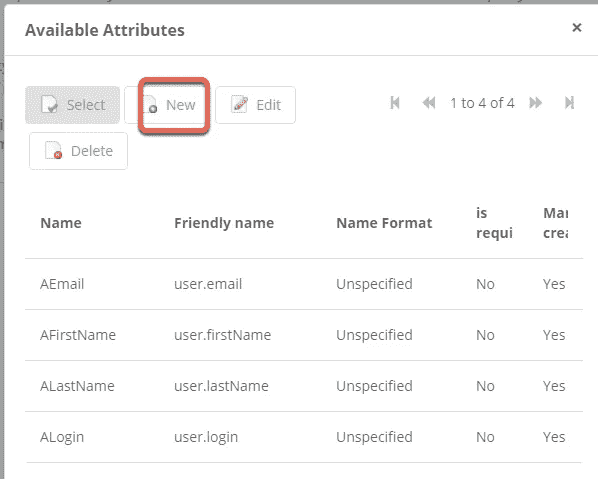 Available Attributes ×
Select New Edit 1 to 4 of 4
Delete
Name Friendly name Name Format is requi Mar crea
AEmail user.email Unspecified No Yes
AFirstName user.firstName Unspecified No Yes
ALastName user.lastName Unspecified No Yes
ALogin user.login Unspecified No Yes